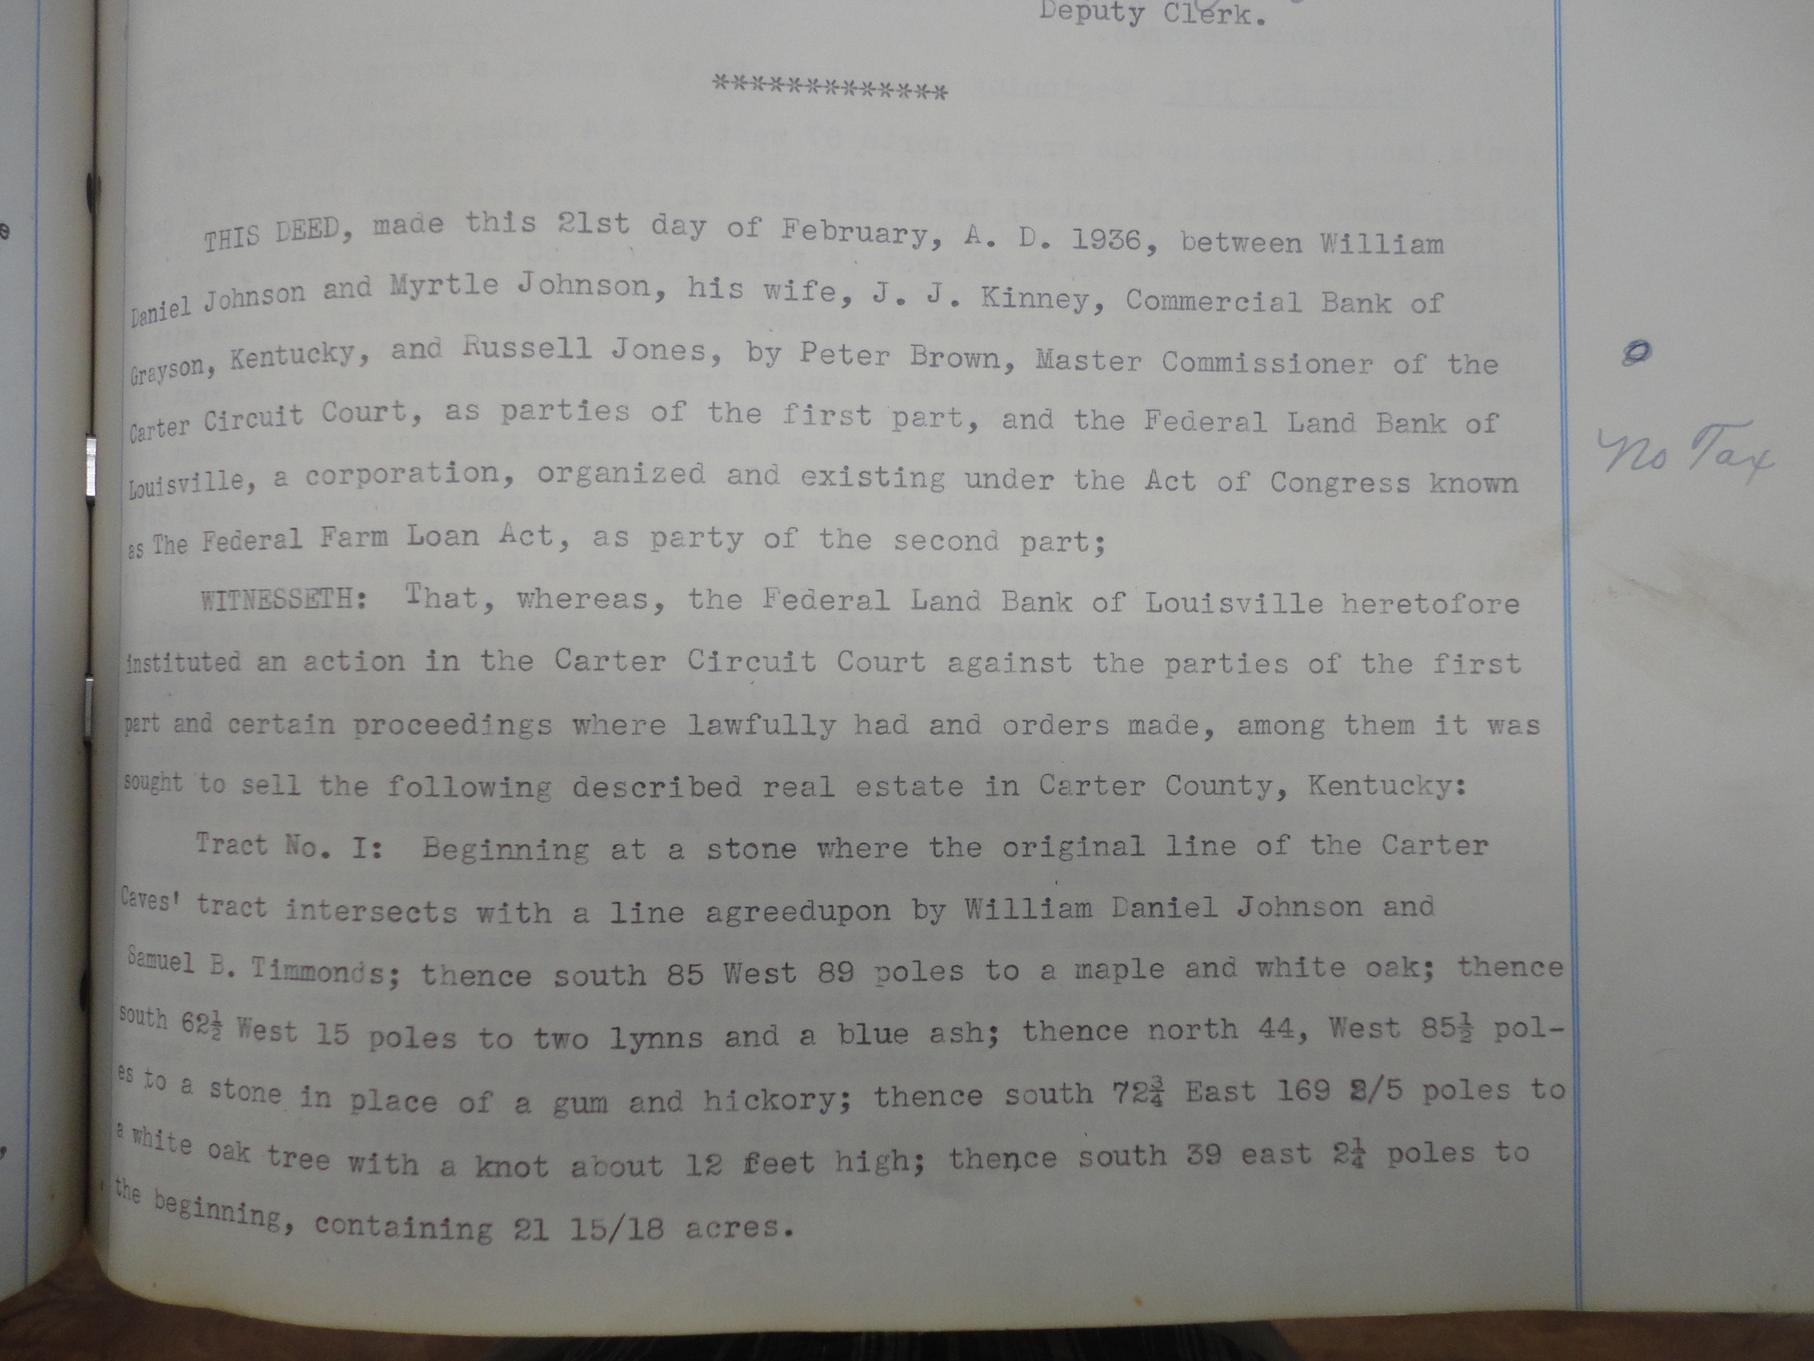 Deputy Clerk.
*************
THIS DEED, made this 21st day of February, A. D. 1936, between William
Daniel Johnson and Myrtle Johnson, his wife, J. J. Kinney, Commercial Bank of
Grayson, Kentucky, and Russell Jones, by Peter Brown, Master Commissioner of the
Carter Circuit Court, as parties of the first part, and the Federal Land Bank of
Louisville, a corporation, organized and existing under the Act of Congress known
as The Federal Farm Loan Act, as party of the second part;
No Tax
WITNESSETH: That, whereas, the Federal Land Bank of Louisville heretofore
instituted an action in the Carter Circuit Court against the parties of the first
part and certain proceedings where lawfully had and orders made, among them it was
sought to sell the following described real estate in Carter County, Kentucky:
Tract No. I: Beginning at a stone where the original line of the Carter
Caves' tract intersects with a line agreedupon by William Daniel Johnson and
Samuel B. Timmonds; thence south 85 West 89 poles to a maple and white oak; thence
south 62½ West 15 poles to two lynns and a blue ash; thence north 44, West 85½ pol-
es to a stone in place of a gum and hickory; thence south 72¾ East 169 2/5 poles to
a white oak tree with a knot about 12 feet high; thence south 39 east 2¼ poles to
the beginning, containing 21 15/18 acres.